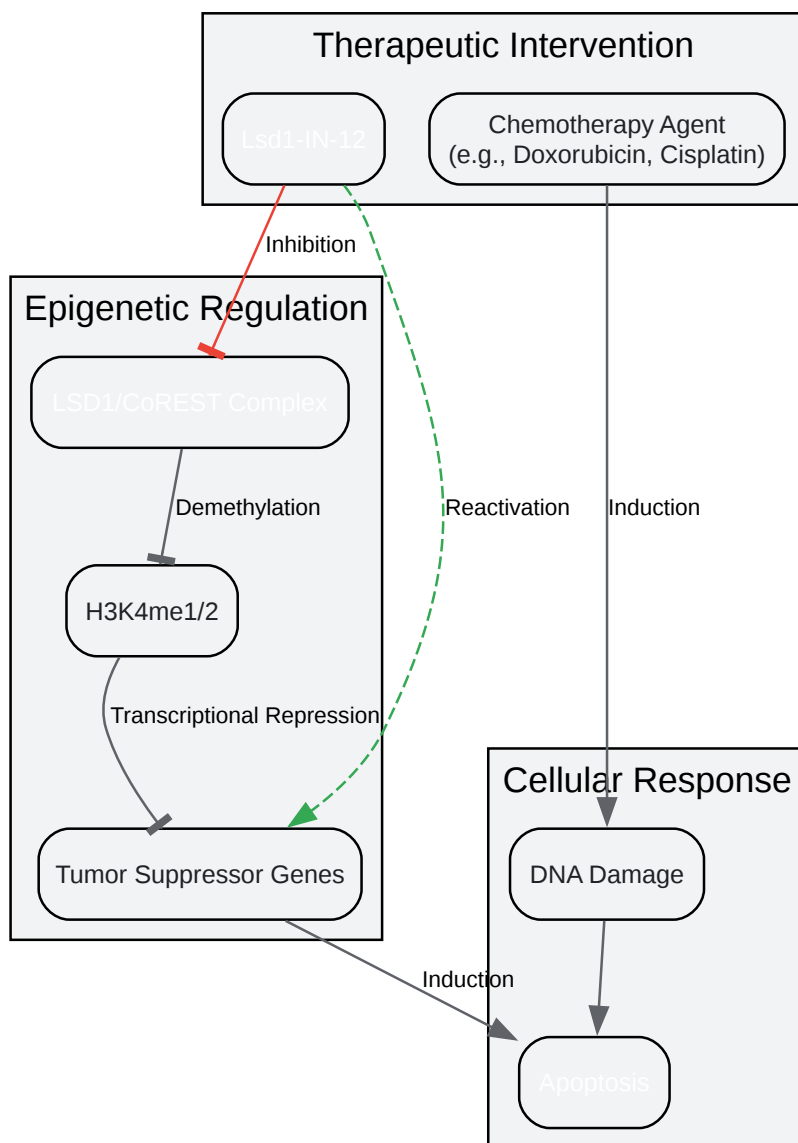 Therapeutic Intervention
Lsd1-IN-12
Chemotherapy Agent
(e.g., Doxorubicin, Cisplatin)
Inhibition
Epigenetic Regulation
LSD1/CoREST Complex
Demethylation
Reactivation
Induction
H3K4me1/2
Transcriptional Repression
Cellular Response
Tumor Suppressor Genes
DNA Damage
Induction
Apoptosis